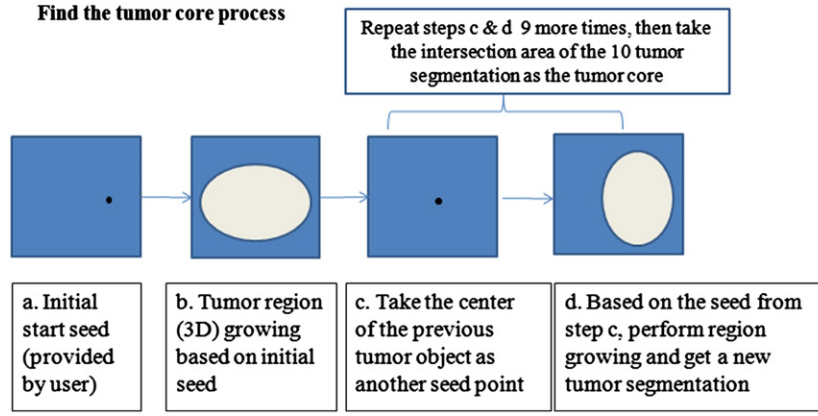 Find the tumor core process
Repeat steps c & d 9 more times, then take
the intersection area of the 10 tumor
segmentation as the tumor core
a. Initial
start seed
(provided
by user)
b. Tumor region
(3D) growing
based on initial
seed
c. Take the center
of the previous
tumor object as
another seed point
d. Based on the seed from
step c, perform region
growing and get a new
tumor segmentation